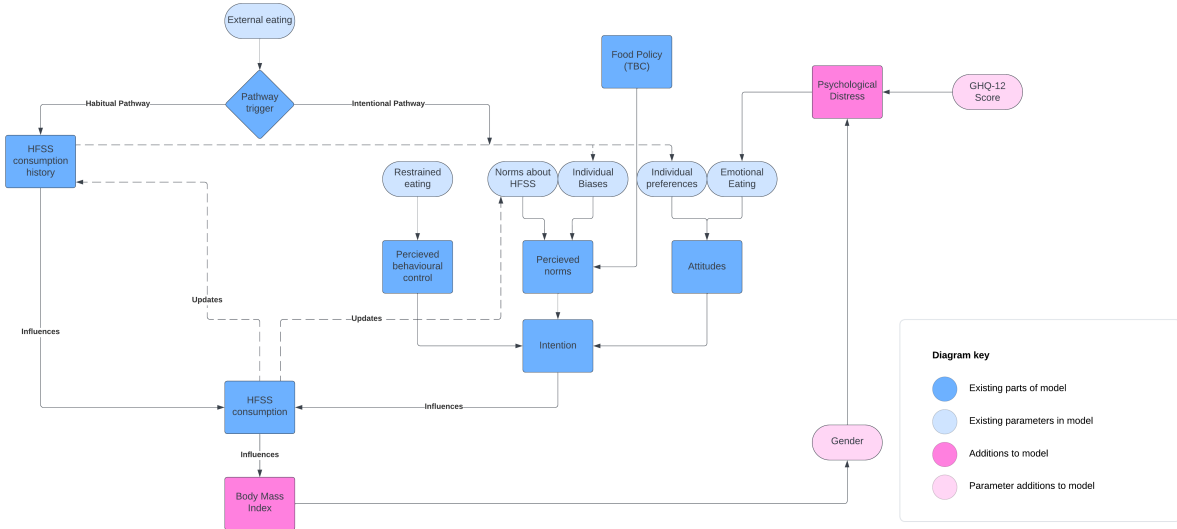 External eating
Food Policy
(TBC)
Psychological
Distress
GHQ-12
Score
Pathway
trigger
Habitual Pathway
Intentional Pathway
HFSS
consumption
history
Restrained
eating
Norms about
HFSS
Individual
Biases
Individual
preferences
Emotional
Eating
Percieved
behavioural
control
Percieved
norms
Attitudes
Updates
Updates
Influences
Intention
Diagram key
Existing parts of model
Existing parameters in model
Additions to model
Parameter additions to model
HFSS
consumption
Influences
Gender
Influences
Body Mass
Index